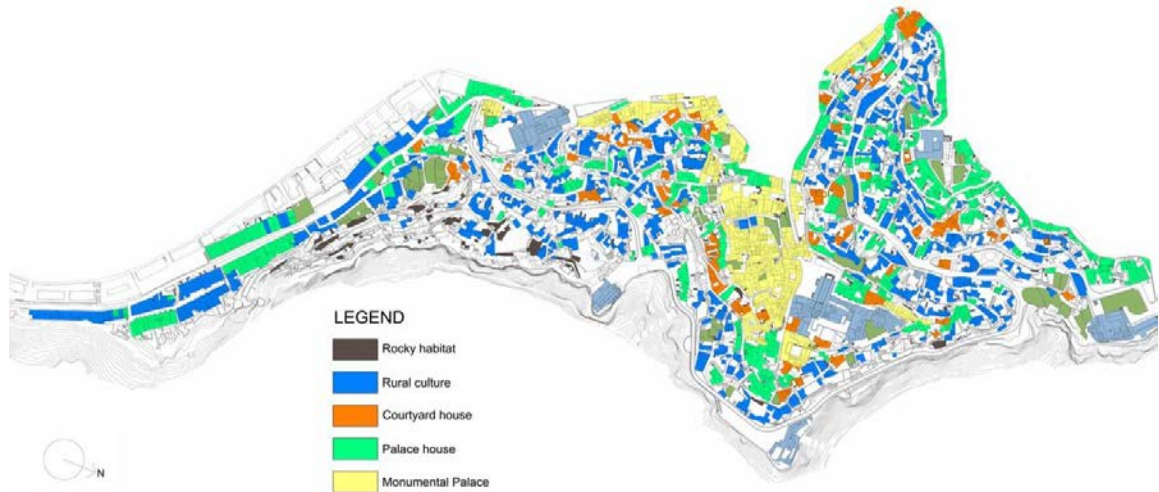 LEGEND
Rocky habitat
Rural culture
Courtyard house
Palace house
Monumental Palace
N